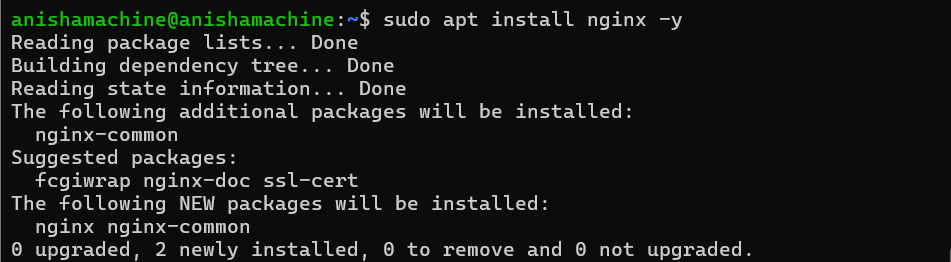 anishamachine@anishamachine:~$ sudo apt install nginx -y
Reading package lists... Done
Building dependency tree... Done
Reading state information... Done
The following additional packages will be installed:
  nginx-common
Suggested packages:
  fcgiwrap nginx-doc ssl-cert
The following NEW packages will be installed:
  nginx nginx-common
0 upgraded, 2 newly installed, 0 to remove and 0 not upgraded.